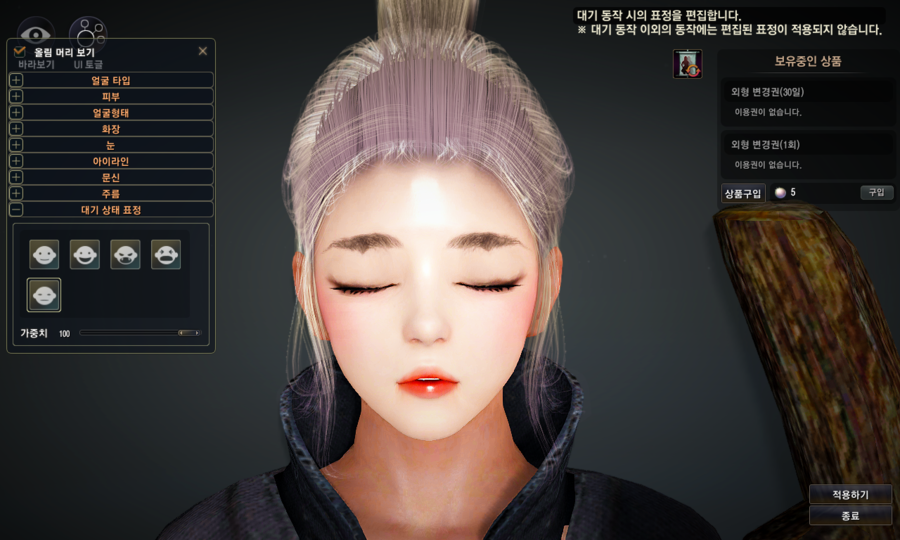 대기 동작 시의 표정을 편집합니다.
※ 대기 동작 이외의 동작에는 편집된 표정이 적용되지 않습니다.
올림 머리 보기
바라보기
UI 토글
얼굴 타입
피부
얼굴형태
화장
눈
아이라인
문신
주름
대기 상태 표정
가중치 100
보유중인 상품
외형 변경권(30일)
이용권이 없습니다.
외형 변경권(1회)
이용권이 없습니다.
상품구입 5 구입
적용하기
종료